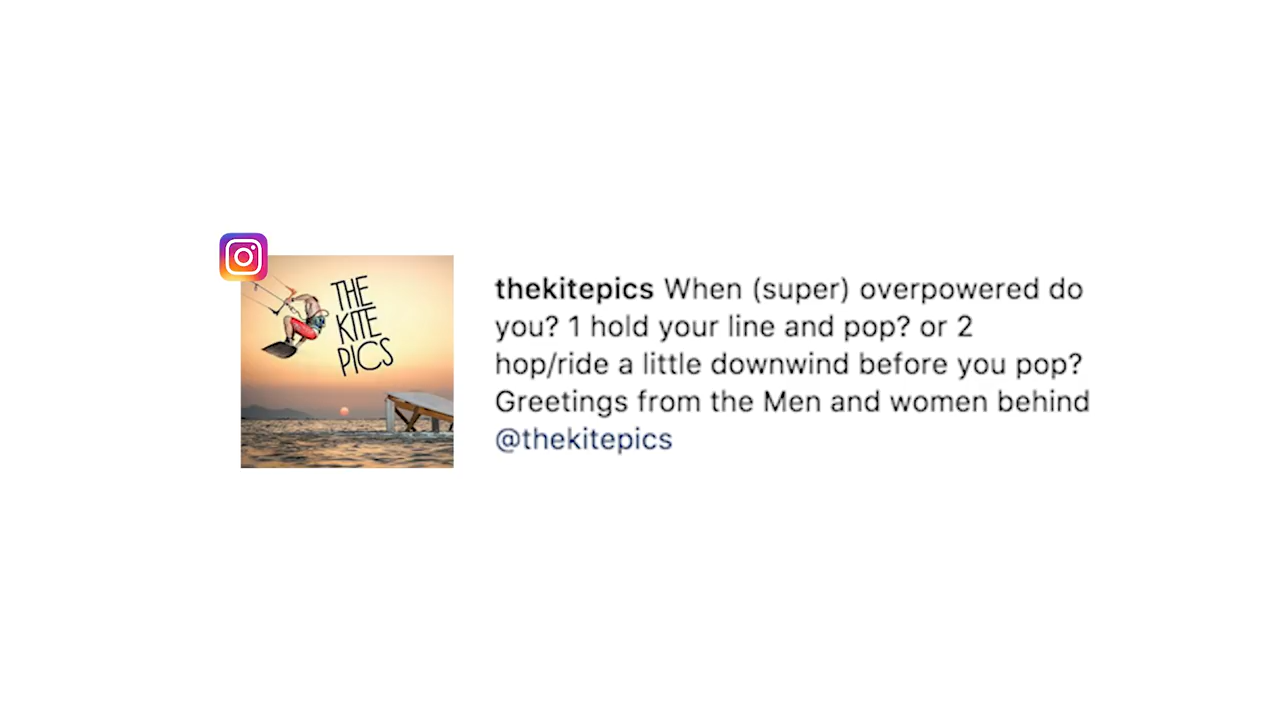 THE
KITE
PICS
thekitepics When (super) overpowered do
you? 1 hold your line and pop? or 2
hop/ride a little downwind before you pop?
Greetings from the Men and women behind
@thekitepics